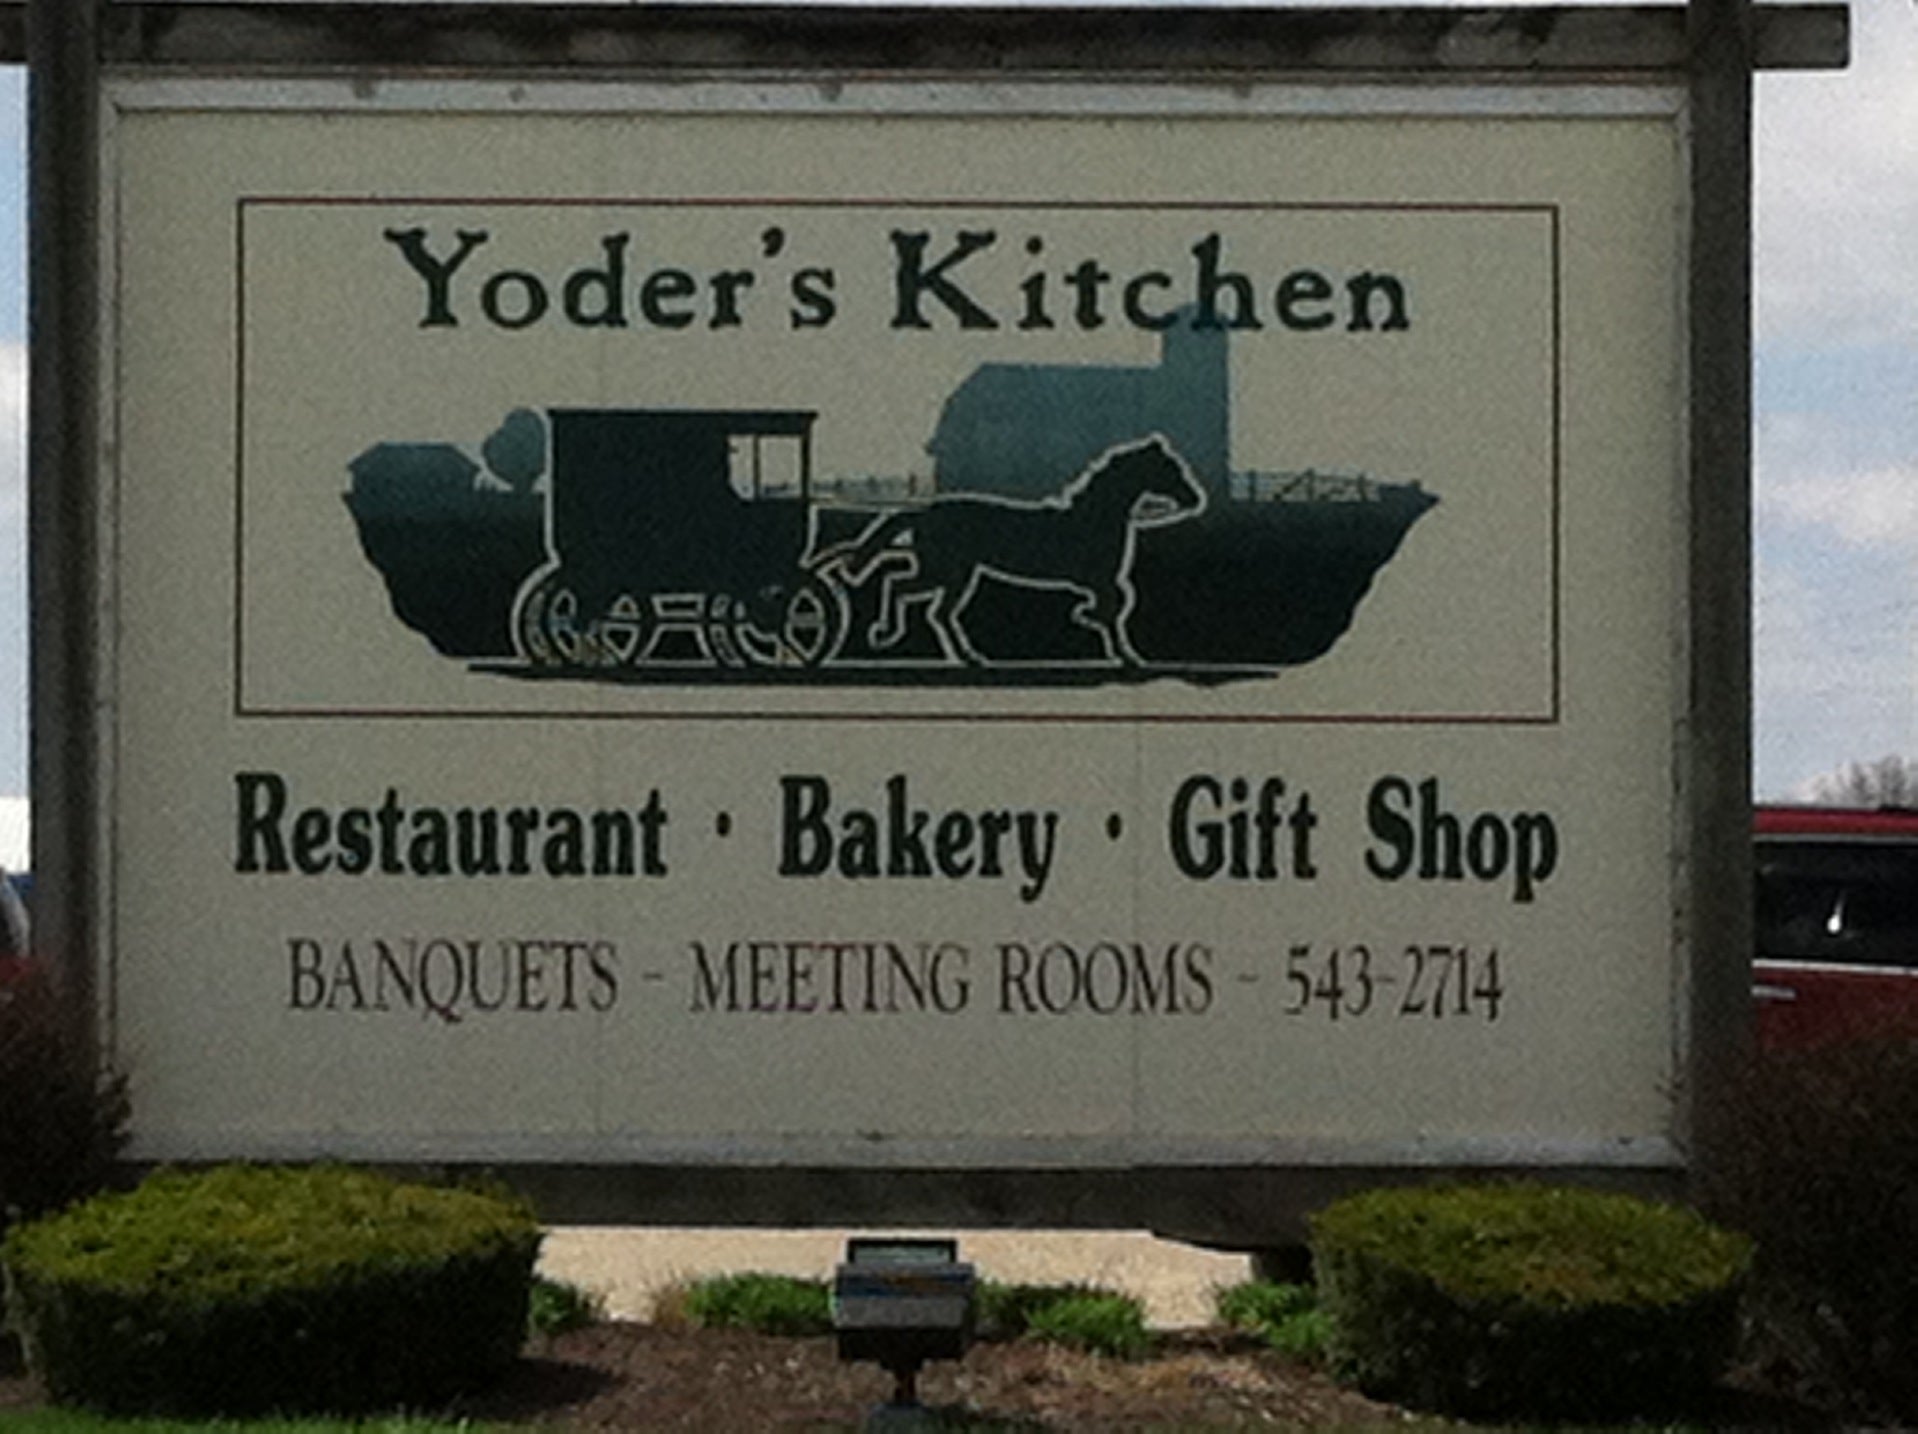 Yoder's Kitchen
Restaurant · Bakery · Gift Shop
BANQUETS - MEETING ROOMS - 543-2714